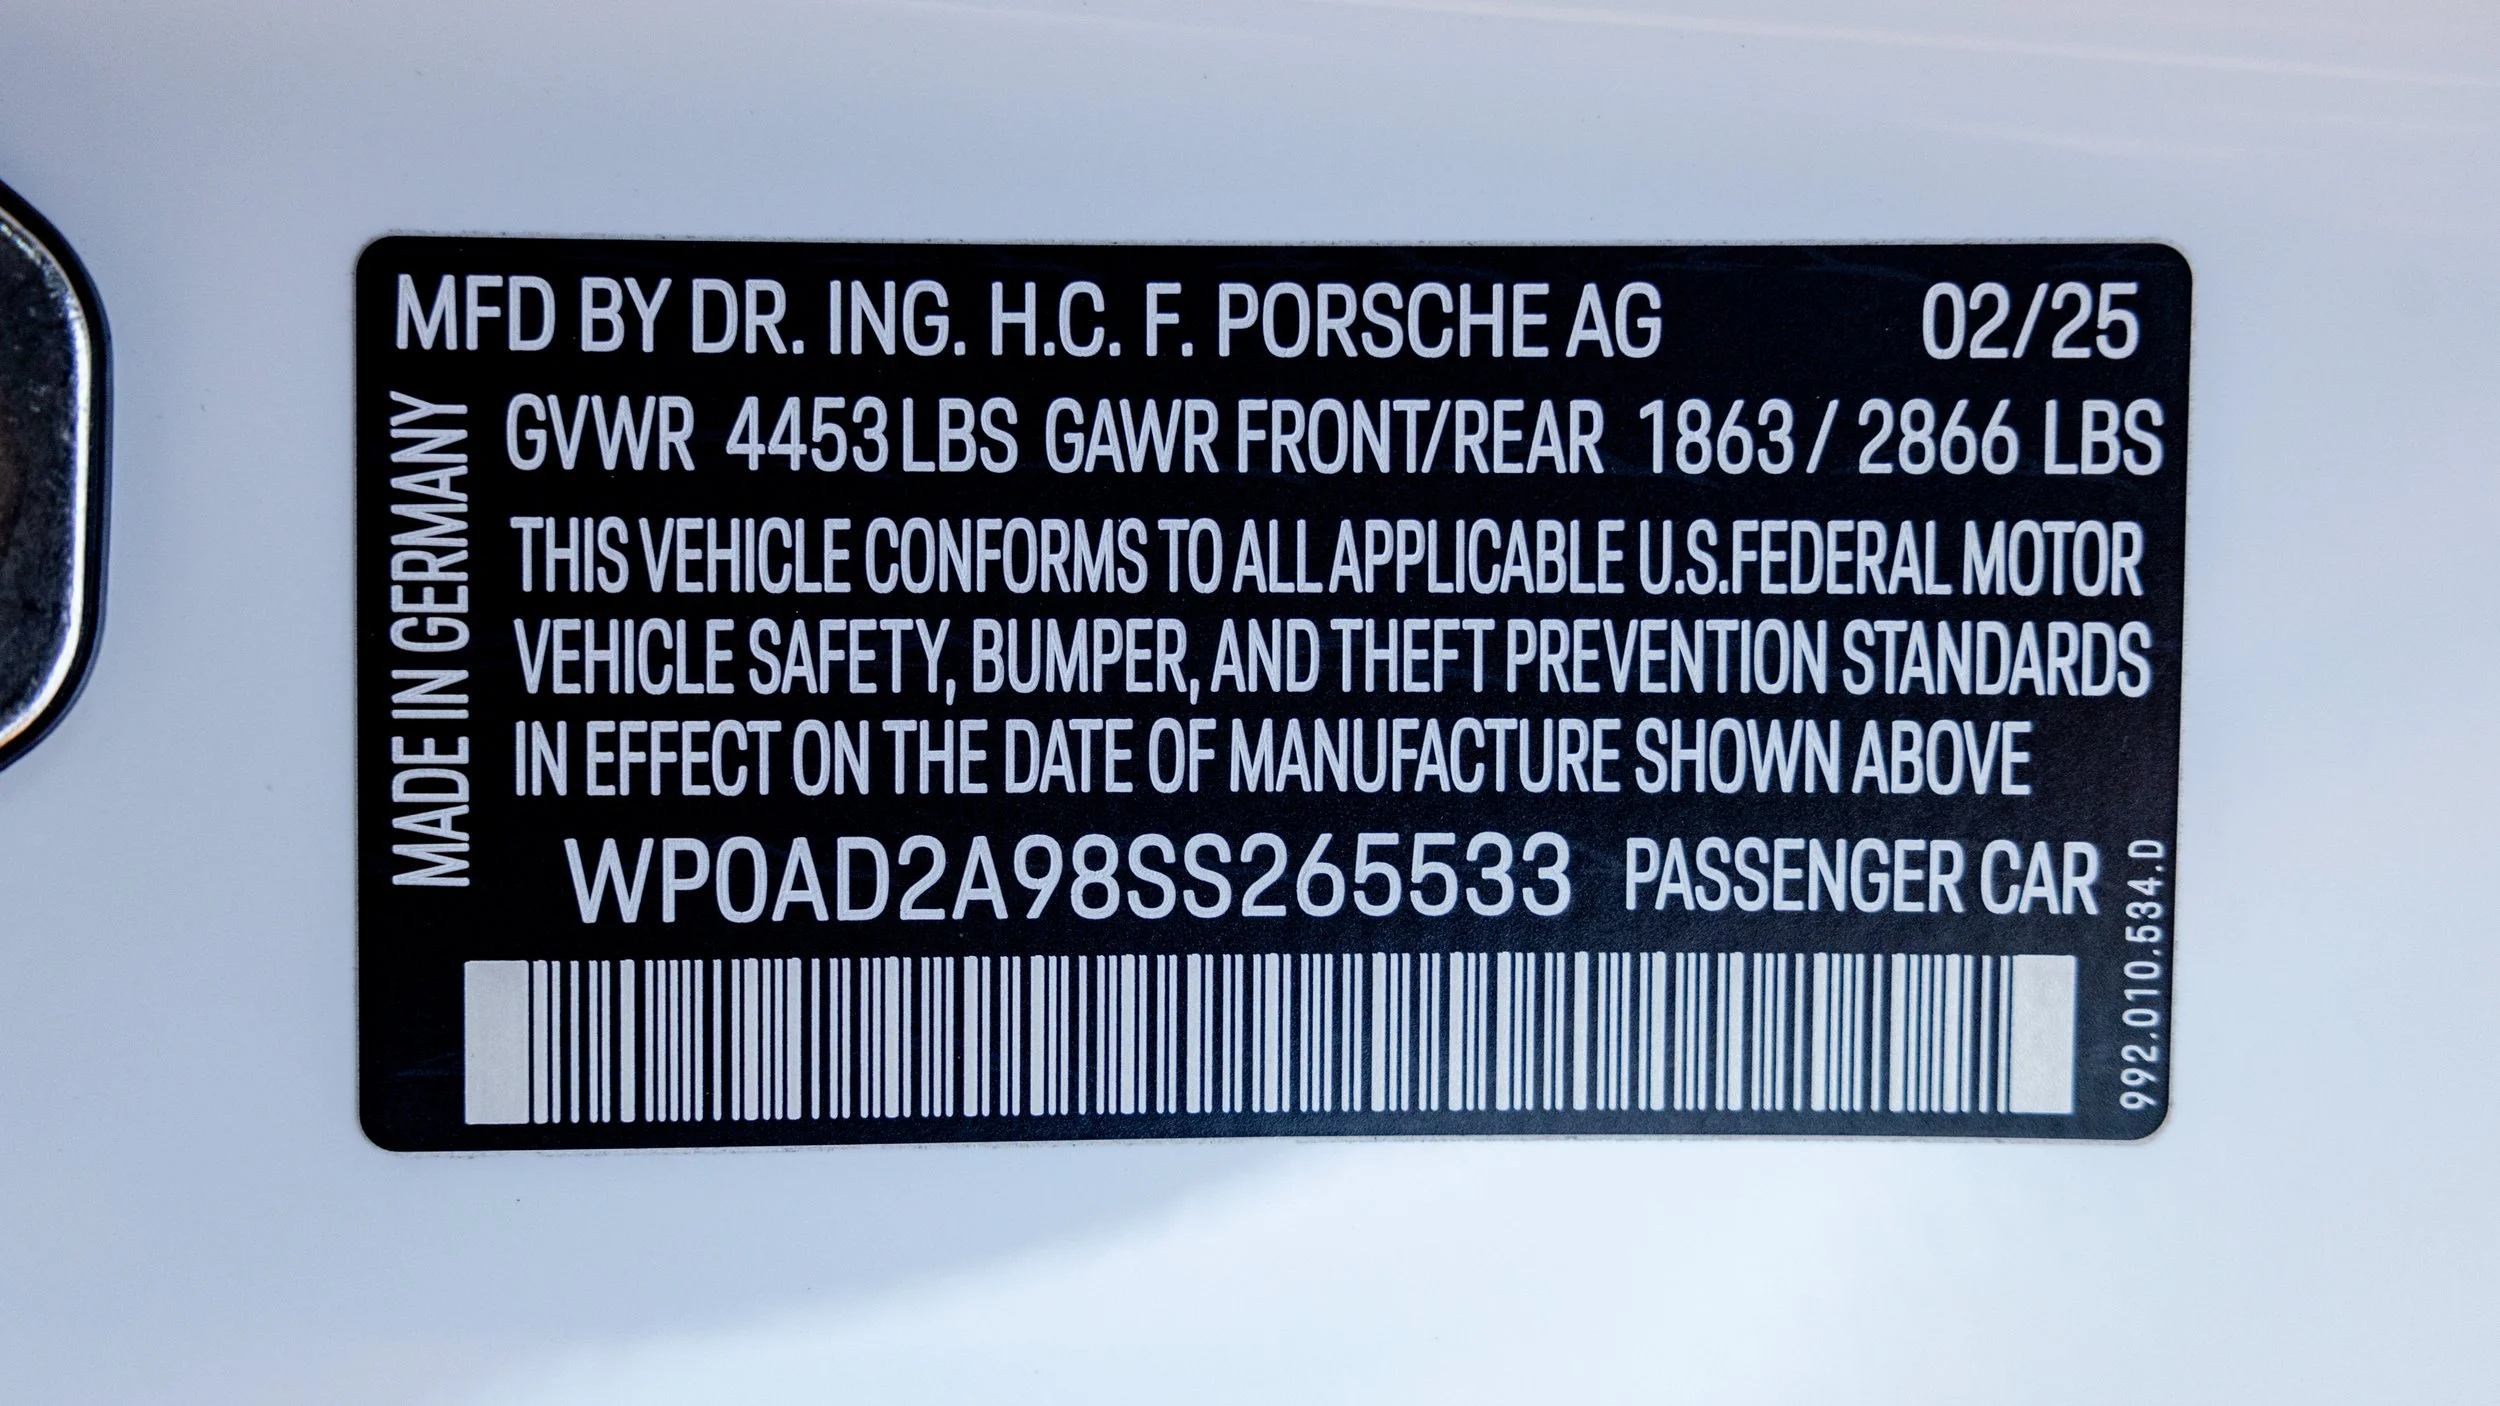 MFD BY DR. ING. H.C. F. PORSCHE AG 02/25
GVWR 4453 LBS GAWR FRONT/REAR 1863 / 2866 LBS
THIS VEHICLE CONFORMS TO ALL APPLICABLE U.S.FEDERAL MOTOR
VEHICLE SAFETY, BUMPER, AND THEFT PREVENTION STANDARDS
IN EFFECT ON THE DATE OF MANUFACTURE SHOWN ABOVE
WP0AD2A98SS265533 PASSENGER CAR
MADE IN GERMANY
992.010.534.D